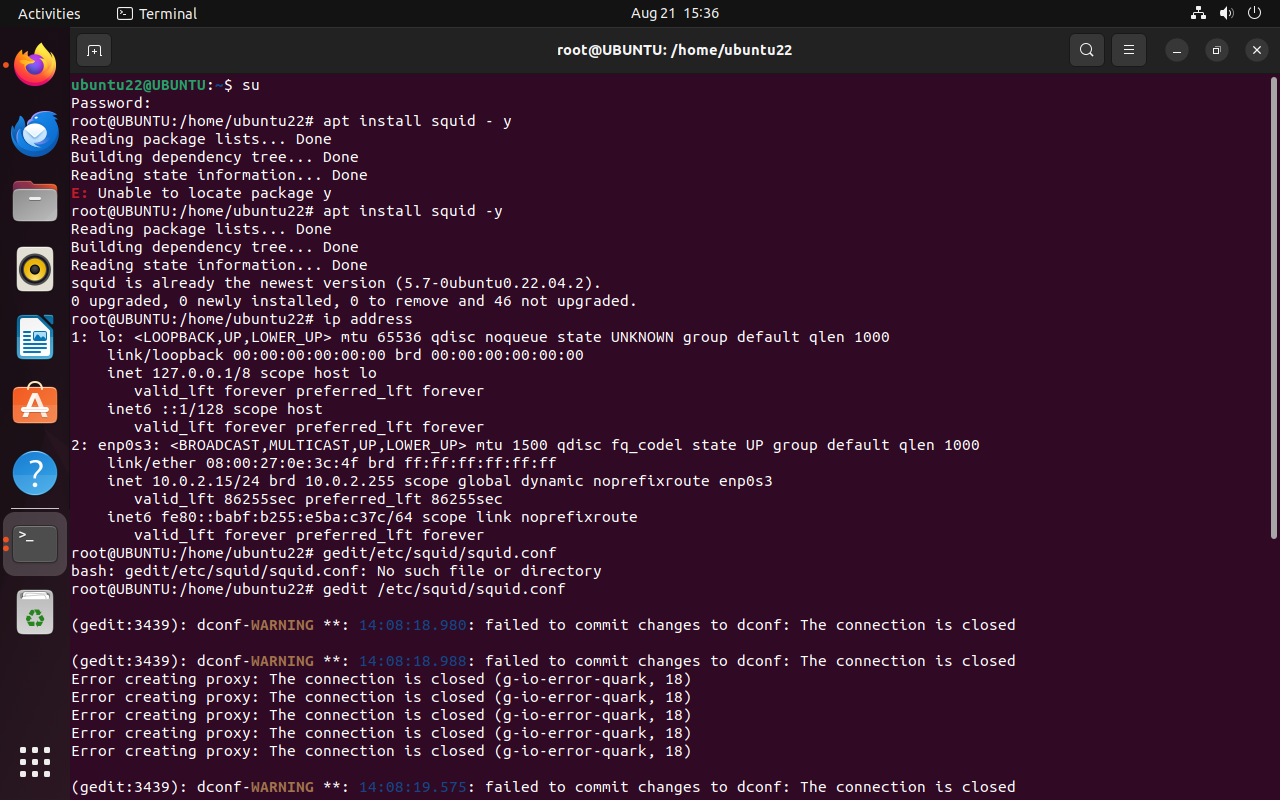 Activities
Terminal
Aug 21 15:36
root@UBUNTU: /home/ubuntu22
ubuntu22@UBUNTU:~$ su
Password:
root@UBUNTU:/home/ubuntu22# apt install squid - y
Reading package lists... Done
Building dependency tree... Done
Reading state information... Done
E: Unable to locate package y
root@UBUNTU:/home/ubuntu22# apt install squid -y
Reading package lists... Done
Building dependency tree... Done
Reading state information... Done
squid is already the newest version (5.7-0ubuntu0.22.04.2).
0 upgraded, 0 newly installed, 0 to remove and 46 not upgraded.
root@UBUNTU:/home/ubuntu22# ip address
1: lo: <LOOPBACK,UP,LOWER_UP> mtu 65536 qdisc noqueue state UNKNOWN group default qlen 1000
    link/loopback 00:00:00:00:00:00 brd 00:00:00:00:00:00
    inet 127.0.0.1/8 scope host lo
       valid_lft forever preferred_lft forever
    inet6 ::1/128 scope host
       valid_lft forever preferred_lft forever
2: enp0s3: <BROADCAST,MULTICAST,UP,LOWER_UP> mtu 1500 qdisc fq_codel state UP group default qlen 1000
    link/ether 08:00:27:0e:3c:4f brd ff:ff:ff:ff:ff:ff
    inet 10.0.2.15/24 brd 10.0.2.255 scope global dynamic noprefixroute enp0s3
       valid_lft 86255sec preferred_lft 86255sec
    inet6 fe80::babf:b255:e5ba:c37c/64 scope link noprefixroute
       valid_lft forever preferred_lft forever
root@UBUNTU:/home/ubuntu22# gedit/etc/squid/squid.conf
bash: gedit/etc/squid/squid.conf: No such file or directory
root@UBUNTU:/home/ubuntu22# gedit /etc/squid/squid.conf
(gedit:3439): dconf-WARNING **: 14:08:18.980: failed to commit changes to dconf: The connection is closed
(gedit:3439): dconf-WARNING **: 14:08:18.988: failed to commit changes to dconf: The connection is closed
Error creating proxy: The connection is closed (g-io-error-quark, 18)
Error creating proxy: The connection is closed (g-io-error-quark, 18)
Error creating proxy: The connection is closed (g-io-error-quark, 18)
Error creating proxy: The connection is closed (g-io-error-quark, 18)
Error creating proxy: The connection is closed (g-io-error-quark, 18)
(gedit:3439): dconf-WARNING **: 14:08:19.575: failed to commit changes to dconf: The connection is closed